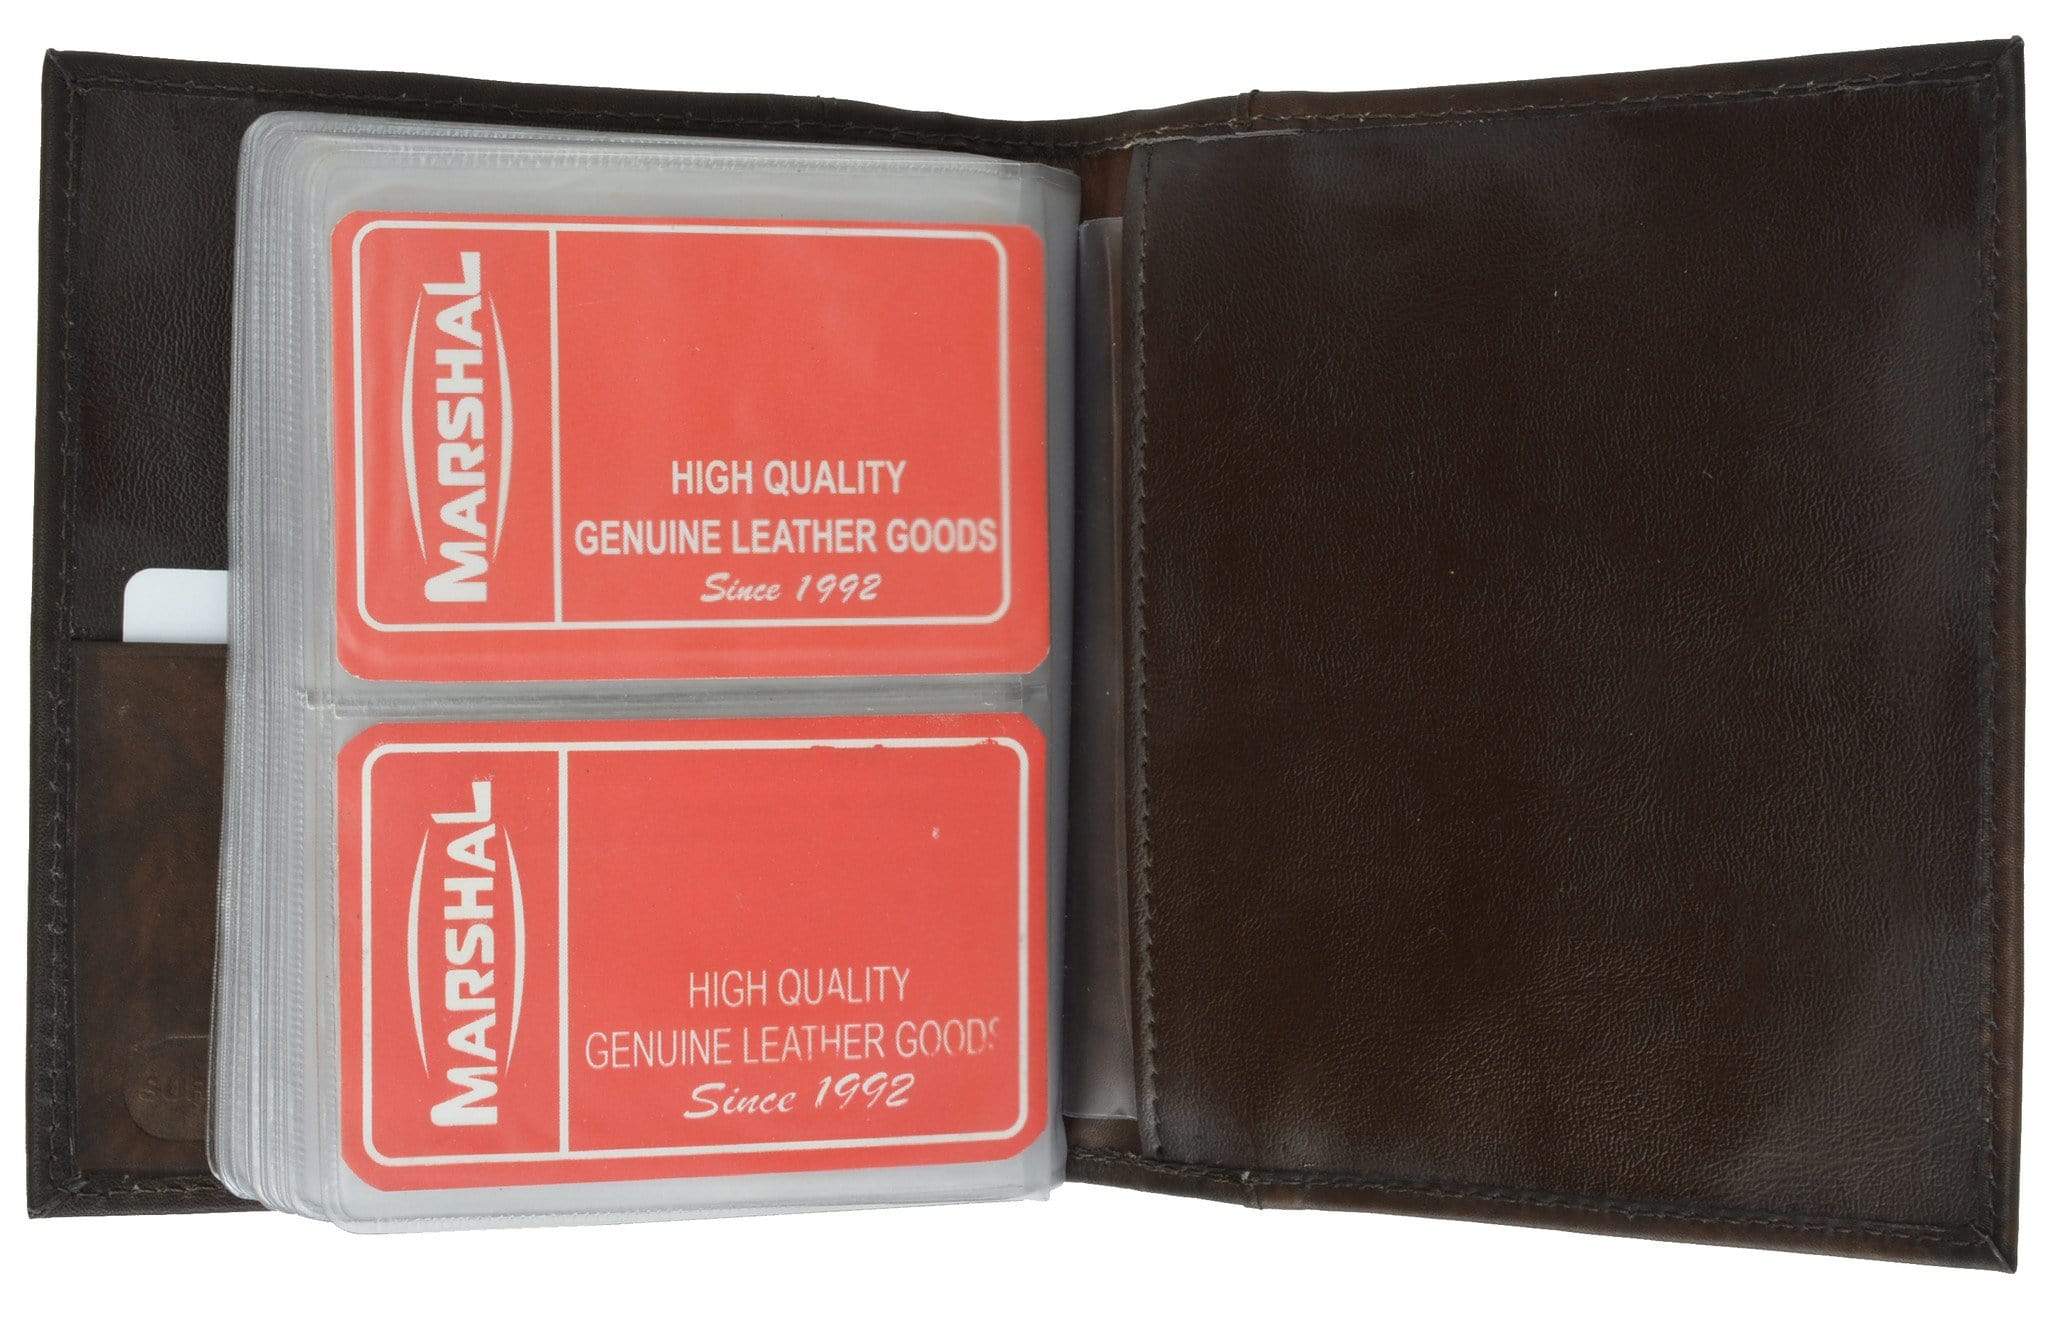 MARSHAL
HIGH QUALITY
GENUINE LEATHER GOODS
Since 1992
MARSHAL
HIGH QUALITY
GENUINE LEATHER GOODS
Since 1992